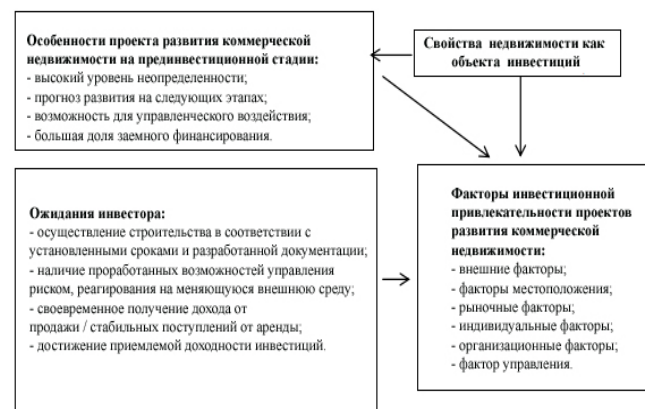 Особенности проекта развития коммерческой
недвижимости на прединвестиционной стадии:
- высокий уровень неопределенности;
- прогноз развития на следующих этапах;
- возможность для управленческого воздействия;
- большая доля заемного финансирования.
Свойства недвижимости как
объекта инвестиций
Ожидания инвестора:
- осуществление строительства в соответствии с
установленными сроками и разработанной документации;
- наличие проработанных возможностей управления
риском, реагирования на меняющуюся внешнюю среду;
- своевременное получение дохода от
продажи / стабильных поступлений от аренды;
- достижение приемлемой доходности инвестиций.
Факторы инвестиционной
привлекательности проектов
развития коммерческой
недвижимости:
- внешние факторы;
- факторы местоположения;
- рыночные факторы;
- индивидуальные факторы;
- организационные факторы;
- фактор управления.